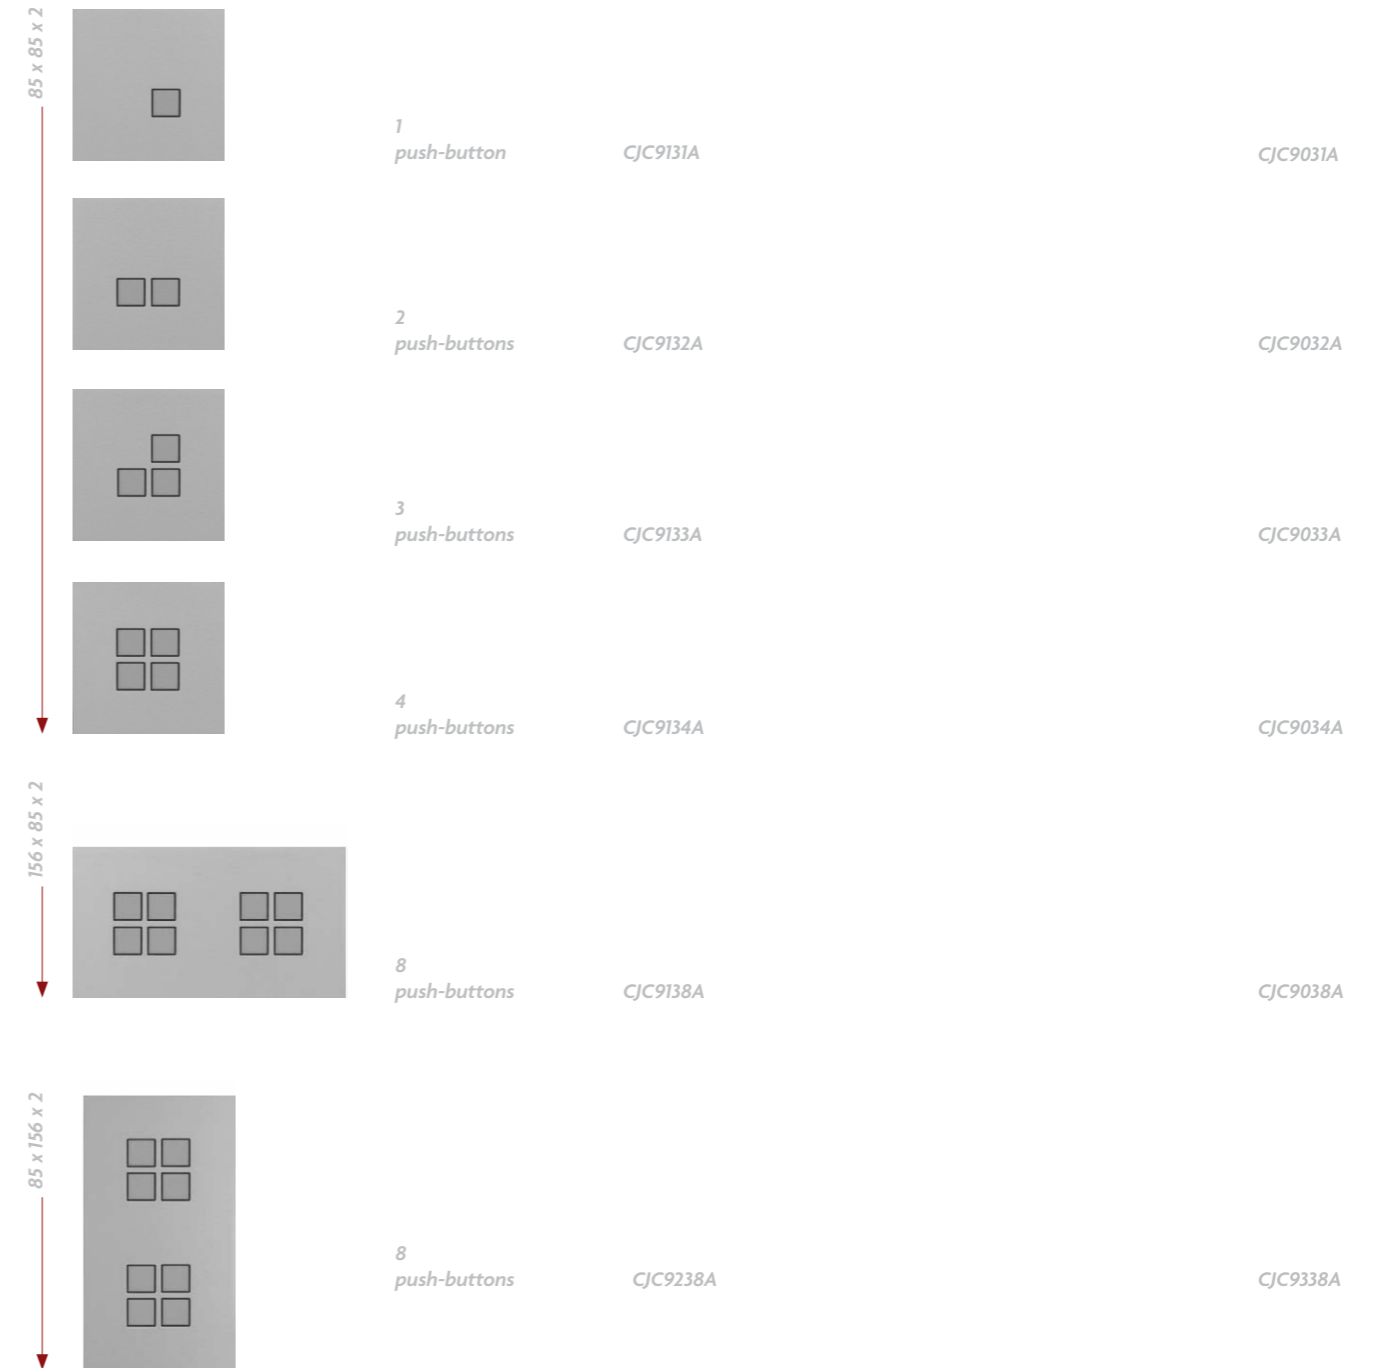 85 x 85 x 2
1
push-button CJC9131A CJC9031A
2
push-buttons CJC9132A CJC9032A
3
push-buttons CJC9133A CJC9033A
4
push-buttons CJC9134A CJC9034A
156 x 85 x 2
8
push-buttons CJC9138A CJC9038A
85 x 156 x 2
8
push-buttons CJC9238A CJC9338A